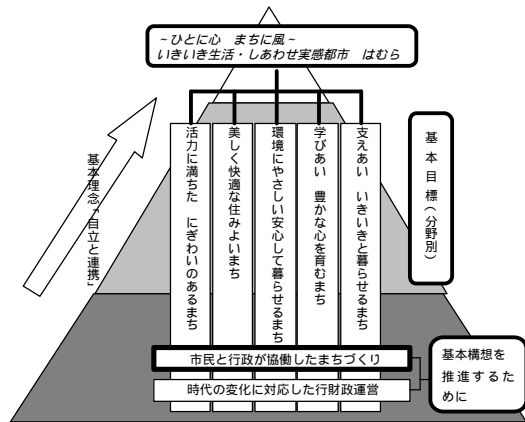 ~ひとに心　まちに風~
いきいき生活・しあわせ実感都市　はむら
基本理念「自立と連携」
活力に満ちた　にぎわいのあるまち
美しく快適な住みよいまち
環境にやさしい安心して暮らせるまち
学びあい　豊かな心を育むまち
支えあい　いきいきと暮らせるまち
基本目標(分野別)
市民と行政が協働したまちづくり
時代の変化に対応した行財政運営
基本構想を
推進するた
めに